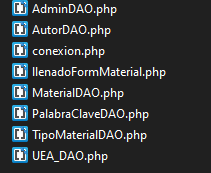 AdminDAO.php
AutorDAO.php
conexion.php
llenadoFormMaterial.php
MaterialDAO.php
PalabraClaveDAO.php
TipoMaterialDAO.php
UEA_DAO.php